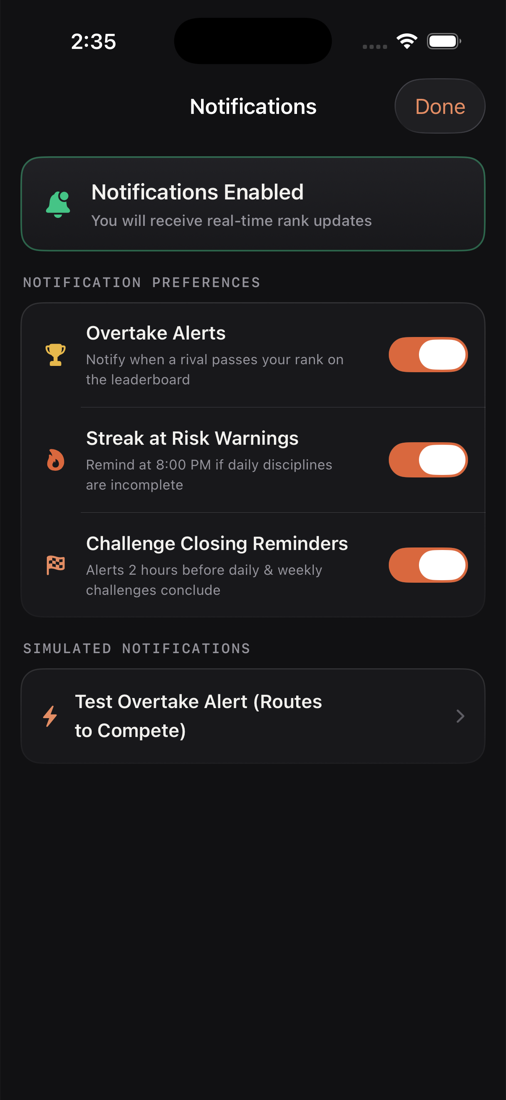 2:35
Notifications
Done
Notifications Enabled
You will receive real-time rank updates
NOTIFICATION PREFERENCES
Overtake Alerts
Notify when a rival passes your rank on
the leaderboard
Streak at Risk Warnings
Remind at 8:00 PM if daily disciplines
are incomplete
Challenge Closing Reminders
Alerts 2 hours before daily & weekly
challenges conclude
SIMULATED NOTIFICATIONS
Test Overtake Alert (Routes
to Compete)